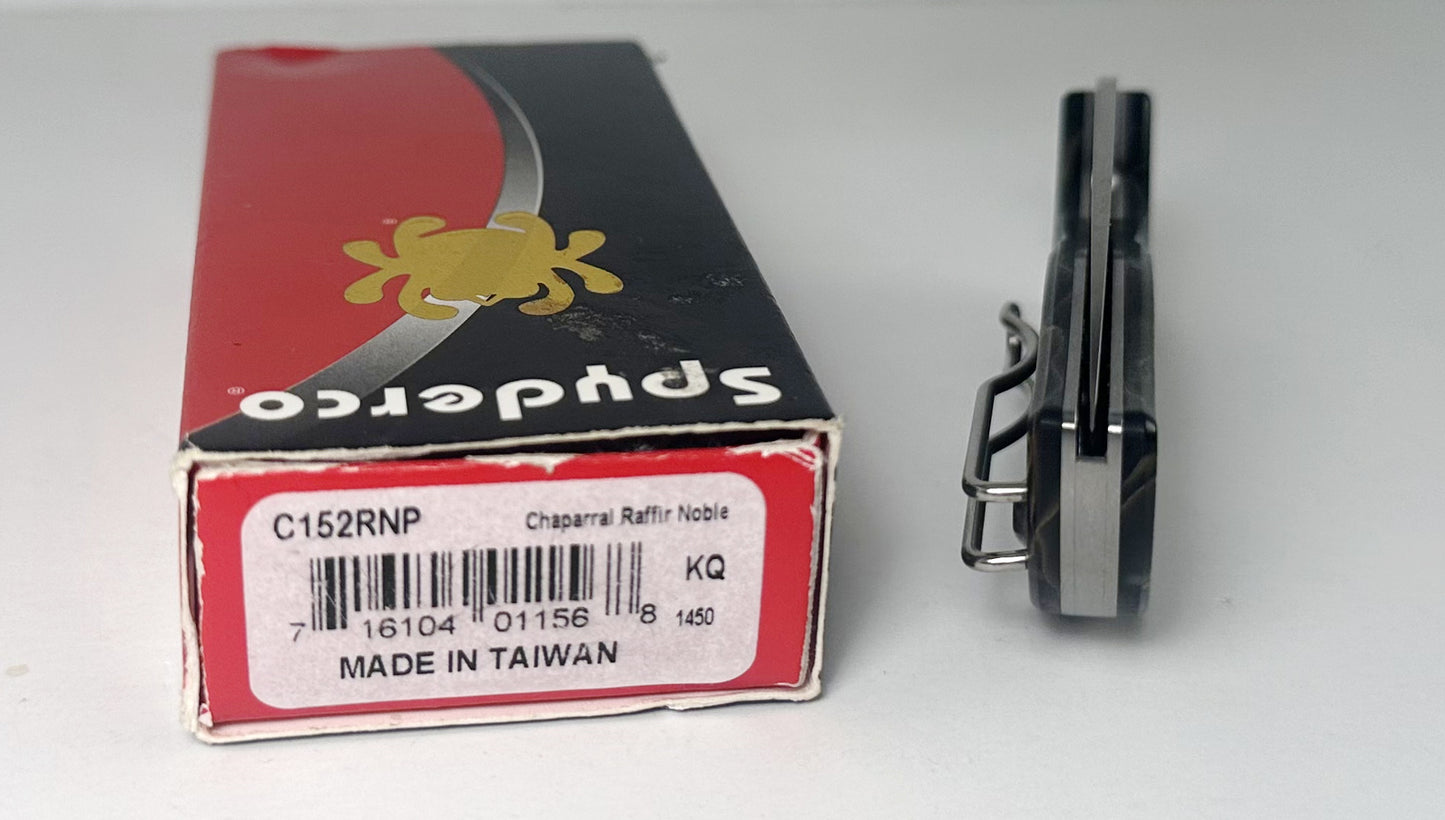 Spyderco®
®
C152RNP
Chaparral Raffir Noble
KQ
7 16104 01156 8
1450
MADE IN TAIWAN